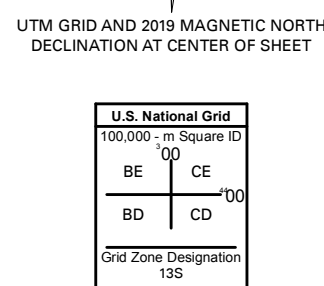 UTM GRID AND 2019 MAGNETIC NORTH
DECLINATION AT CENTER OF SHEET
U.S. National Grid
100,000 - m Square ID
300
BE CE
4400
BD CD
Grid Zone Designation
13S